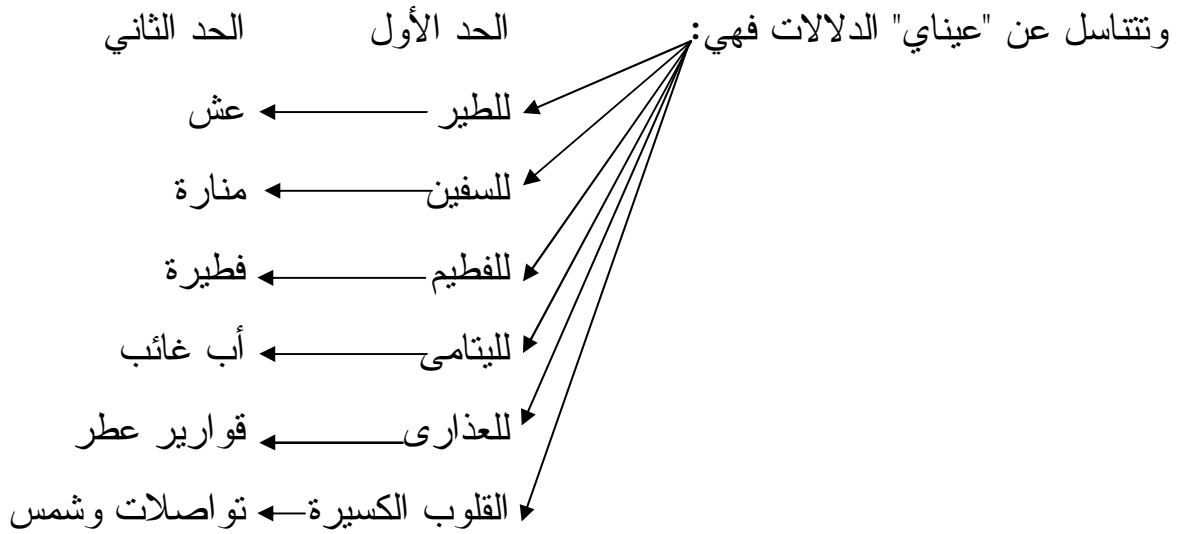 وتتناسل عن "عيناي" الدلالات فهي: الحد الأول الحد الثاني
للطير عش
للسفين منارة
للفطيم فطيرة
لليتامى أب غائب
للعذارى قوارير عطر
القلوب الكسيرة تواصلات وشمس